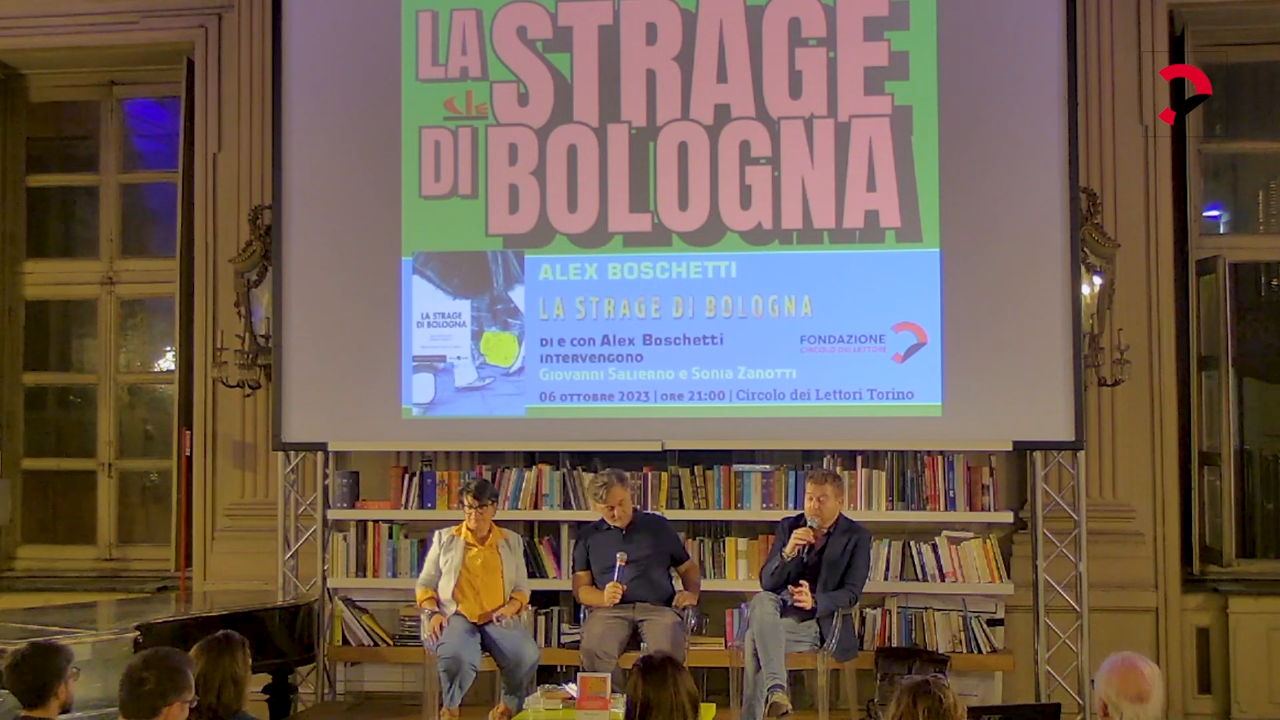 LA STRAGE
DI BOLOGNA
ALEX BOSCHETTI
LA STRAGE DI BOLOGNA
DI E CON ALEX BOSCHETTI
INTERVENGONO
GIOVANNI SALIERNO E SONIA ZANOTTI
06 OTTOBRE 2023 | ORE 21:00 | Circolo dei Lettori Torino
LA STRAGE
DI BOLOGNA
FONDAZIONE
CIRCOLO DEI LETTORI